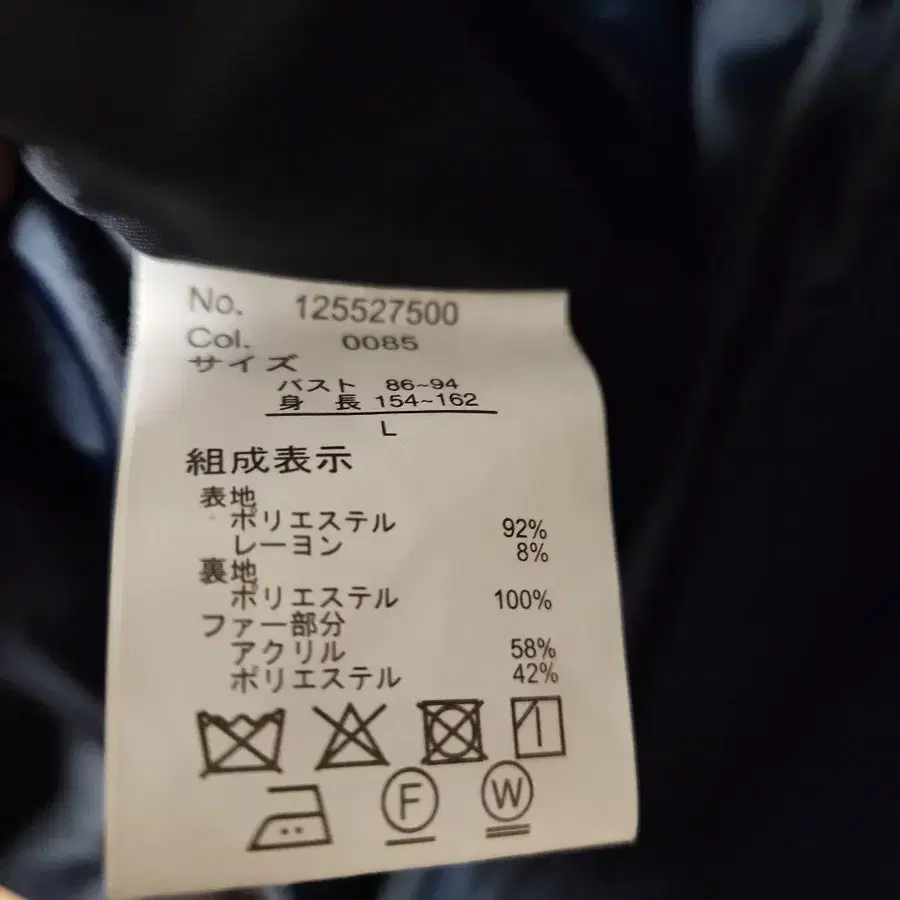 No. 125527500
Col. 0085
サイズ
バスト 86~94
身 長 154~162
L
組成表示
表地
ポリエステル 92%
レーヨン 8%
裏地
ポリエステル 100%
ファー部分
アクリル 58%
ポリエステル 42%
F W